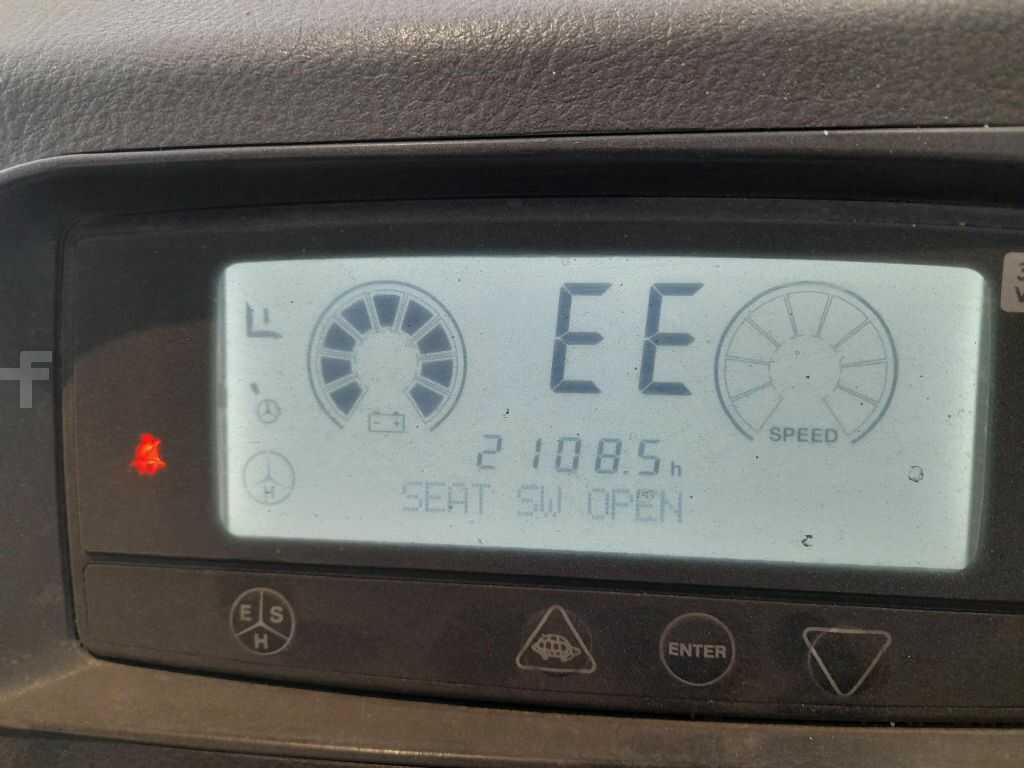 EE
SPEED
2108.5h
H
SEAT SW OPEN
E S
H
ENTER